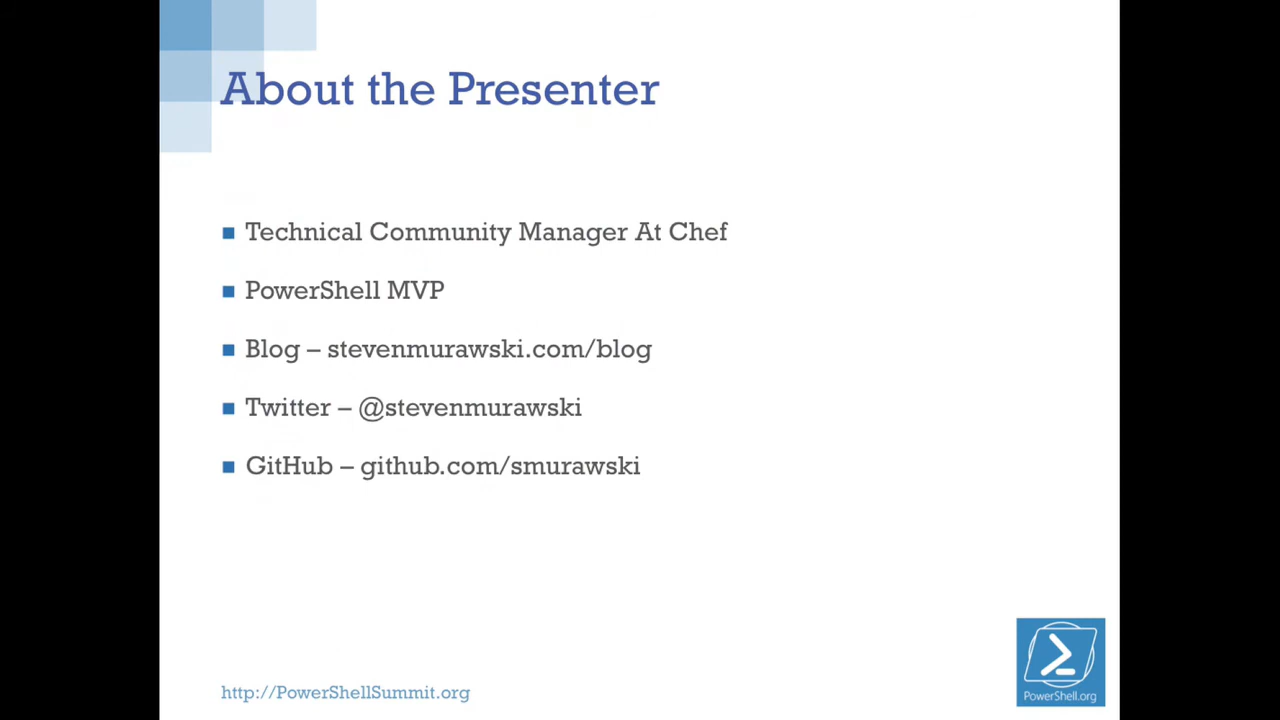 About the Presenter
Technical Community Manager At Chef
PowerShell MVP
Blog – stevenmurawski.com/blog
Twitter – @stevenmurawski
GitHub – github.com/smurawski
http://PowerShellSummit.org
PowerShell.org